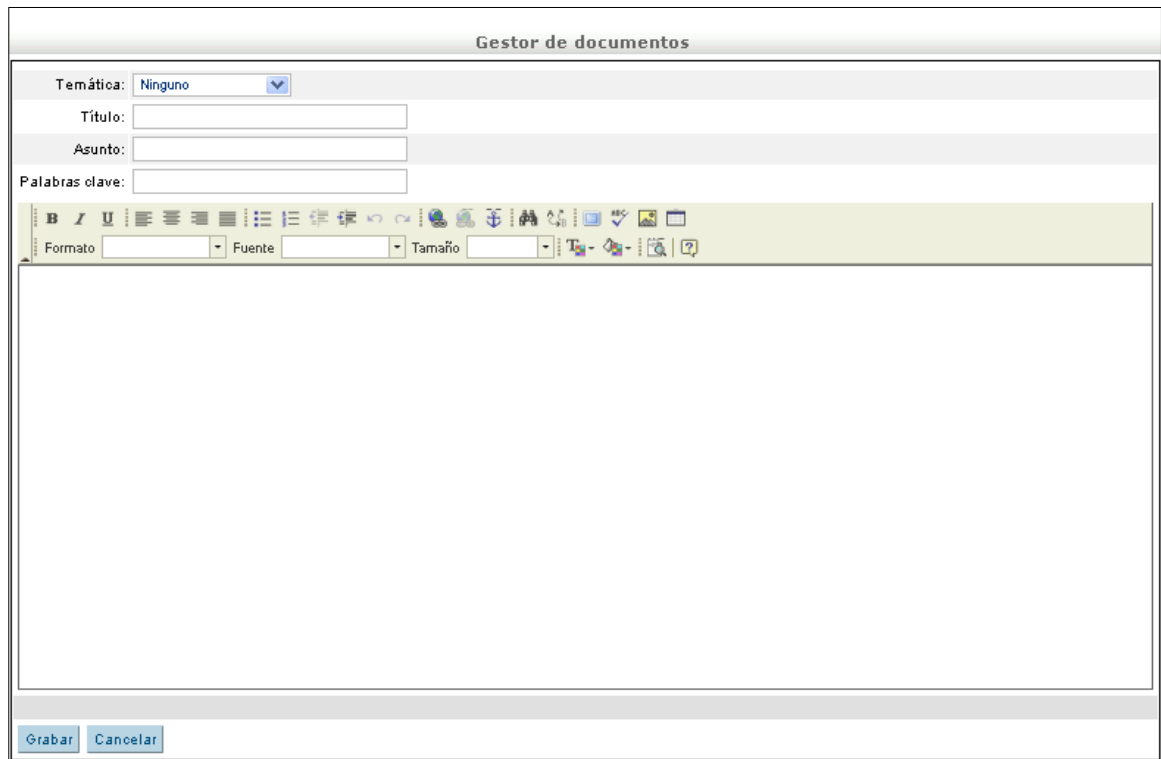 Gestor de documentos
Temática: Ninguno
Título:
Asunto:
Palabras clave:
B I U
Formato Fuente Tamaño
Grabar Cancelar